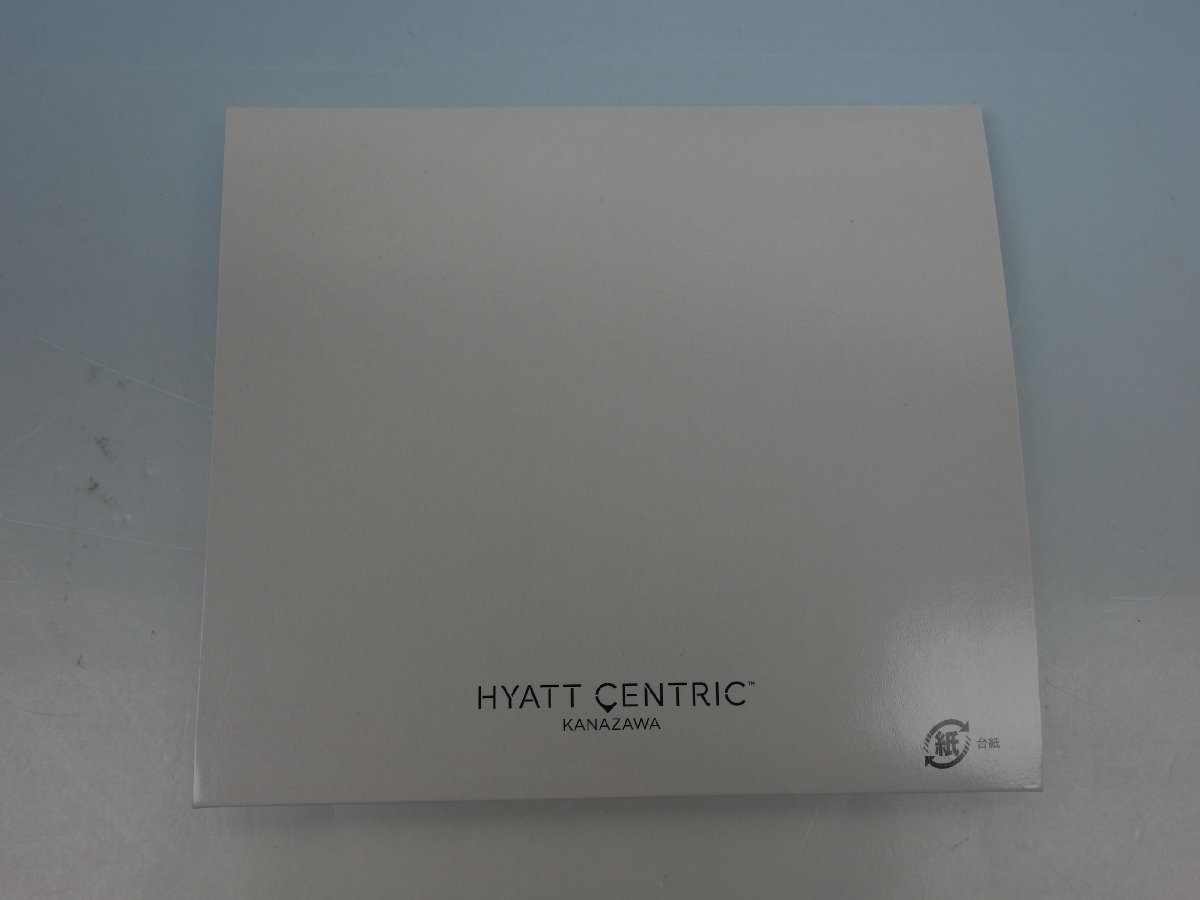 HYATT CENTRIC™
KANAZAWA
紙 台紙